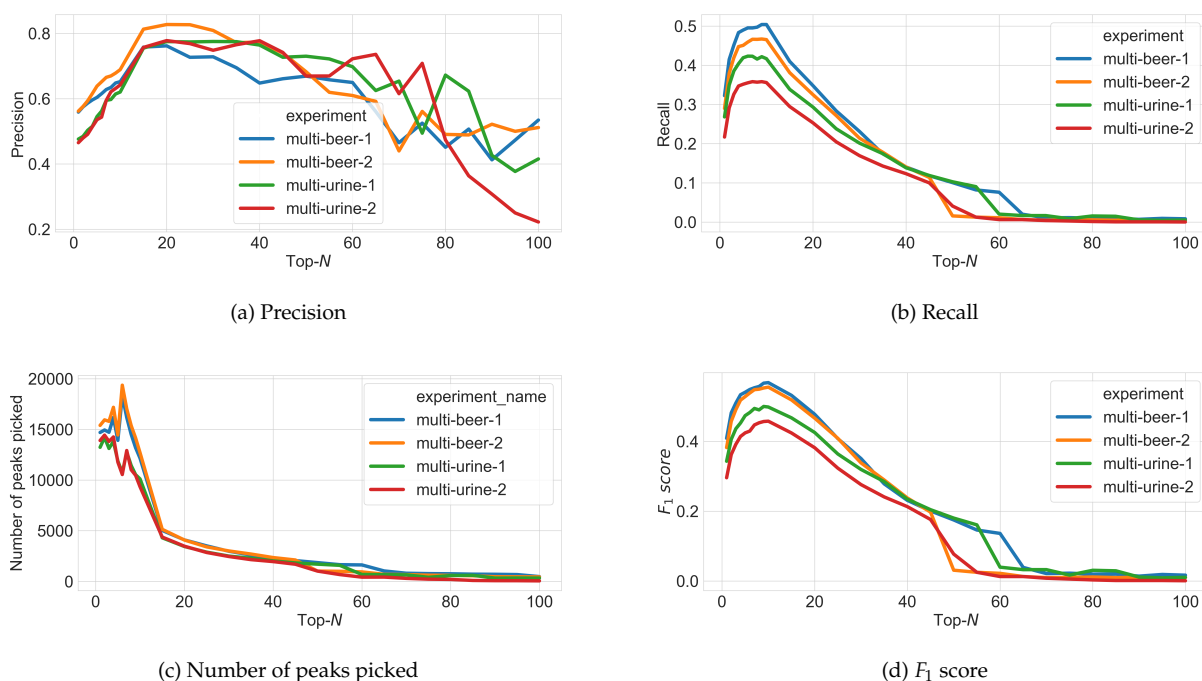 0.8
0.6
0.4
0.2
Precision
0
20
40
60
80
100
Top-N
experiment
multi-beer-1
multi-beer-2
multi-urine-1
multi-urine-2
(a) Precision
0.5
0.4
0.3
0.2
0.1
0.0
Recall
0
20
40
60
80
100
Top-N
experiment
multi-beer-1
multi-beer-2
multi-urine-1
multi-urine-2
(b) Recall
20000
15000
10000
5000
0
Number of peaks picked
0
20
40
60
80
100
Top-N
experiment_name
multi-beer-1
multi-beer-2
multi-urine-1
multi-urine-2
(c) Number of peaks picked
0.4
0.2
0.0
F₁ score
0
20
40
60
80
100
Top-N
experiment
multi-beer-1
multi-beer-2
multi-urine-1
multi-urine-2
(d) F₁ score